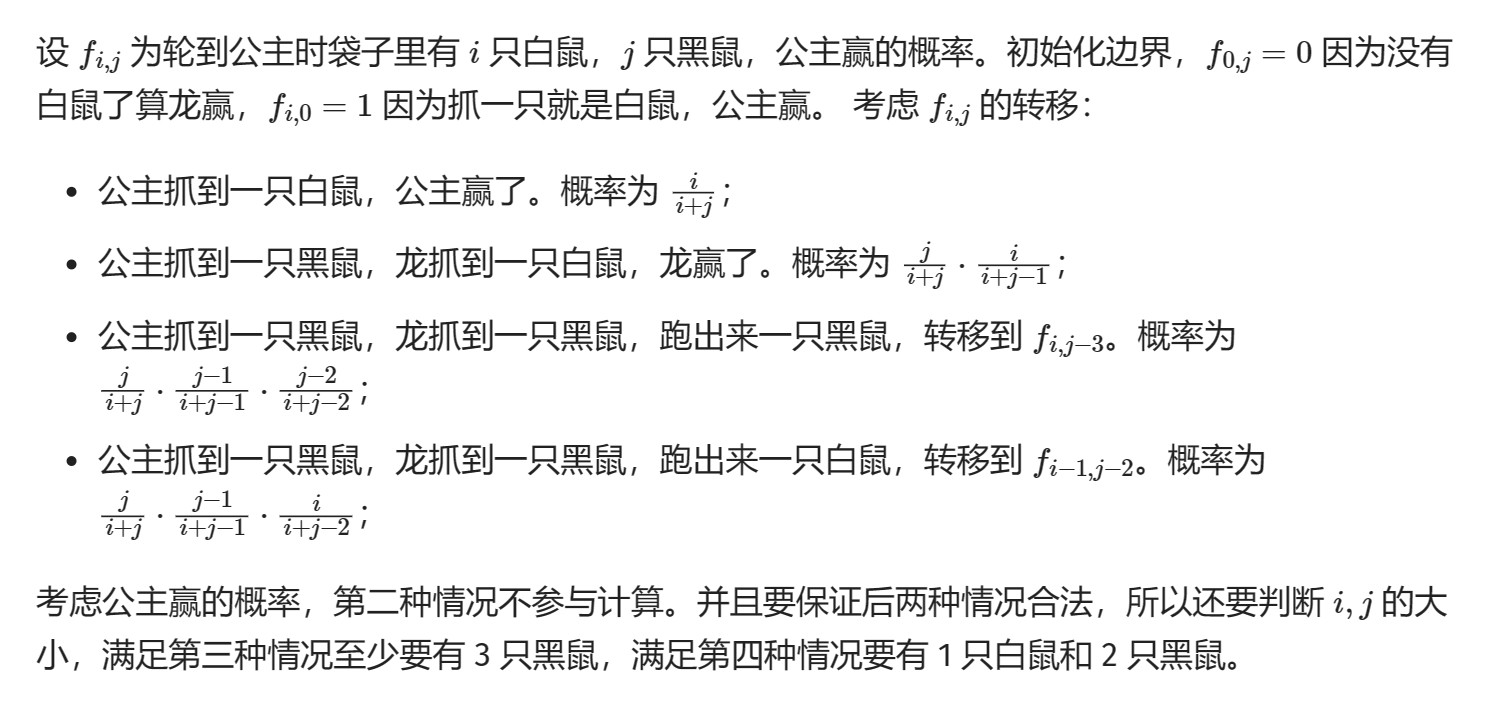 设 $f_{i,j}$ 为轮到公主时袋子里有 $i$ 只白鼠，$j$ 只黑鼠，公主赢的概率。初始化边界，$f_{0,j}=0$ 因为没有
白鼠了算龙赢，$f_{i,0}=1$ 因为抓一只就是白鼠，公主赢。 考虑 $f_{i,j}$ 的转移：
• 公主抓到一只白鼠，公主赢了。概率为 $\frac{i}{i+j}$；
• 公主抓到一只黑鼠，龙抓到一只白鼠，龙赢了。概率为 $\frac{j}{i+j}\cdot\frac{i}{i+j-1}$；
• 公主抓到一只黑鼠，龙抓到一只黑鼠，跑出来一只黑鼠，转移到 $f_{i,j-3}$。概率为
$\frac{j}{i+j}\cdot\frac{j-1}{i+j-1}\cdot\frac{j-2}{i+j-2}$；
• 公主抓到一只黑鼠，龙抓到一只黑鼠，跑出来一只白鼠，转移到 $f_{i-1,j-2}$。概率为
$\frac{j}{i+j}\cdot\frac{j-1}{i+j-1}\cdot\frac{i}{i+j-2}$；
考虑公主赢的概率，第二种情况不参与计算。并且要保证后两种情况合法，所以还要判断 $i,j$ 的大
小，满足第三种情况至少要有 3 只黑鼠，满足第四种情况要有 1 只白鼠和 2 只黑鼠。